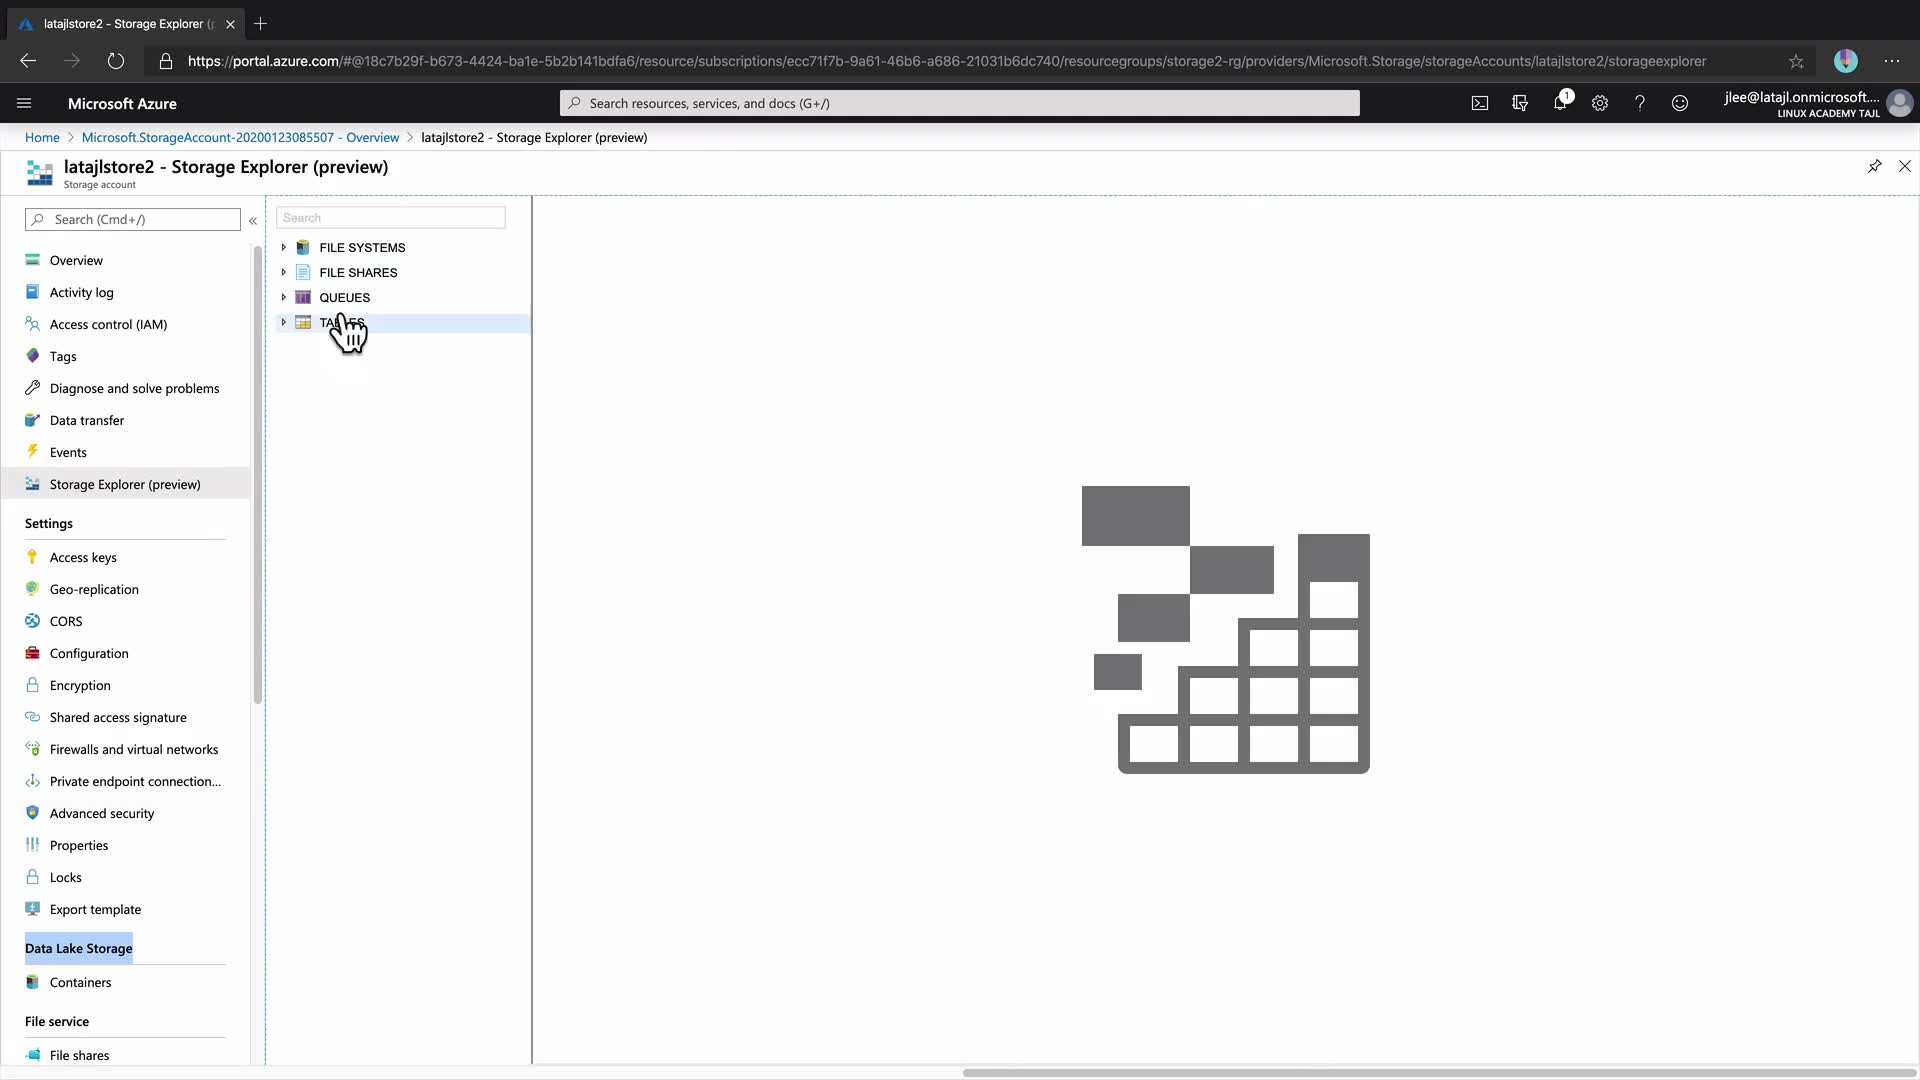 latajlstore2 - Storage Explorer (p
https://portal.azure.com/#@18c7b29f-b673-4424-ba1e-5b2b141bdfa6/resource/subscriptions/ecc71f7b-9a61-46b6-a686-21031b6dc740/resourcegroups/storage2-rg/providers/Microsoft.Storage/storageAccounts/latajlstore2/storageexplorer
Microsoft Azure
Search resources, services, and docs (G+/)
1
jlee@latajl.onmicrosoft....
LINUX ACADEMY TAJL
Home > Microsoft.StorageAccount-20200123085507 - Overview > latajlstore2 - Storage Explorer (preview)
latajlstore2 - Storage Explorer (preview)
Storage account
Search (Cmd+/)
«
Overview
Activity log
Access control (IAM)
Tags
Diagnose and solve problems
Data transfer
Events
Storage Explorer (preview)
Settings
Access keys
Geo-replication
CORS
Configuration
Encryption
Shared access signature
Firewalls and virtual networks
Private endpoint connection...
Advanced security
Properties
Locks
Export template
Data Lake Storage
Containers
File service
File shares
Search
FILE SYSTEMS
FILE SHARES
QUEUES
TABLES